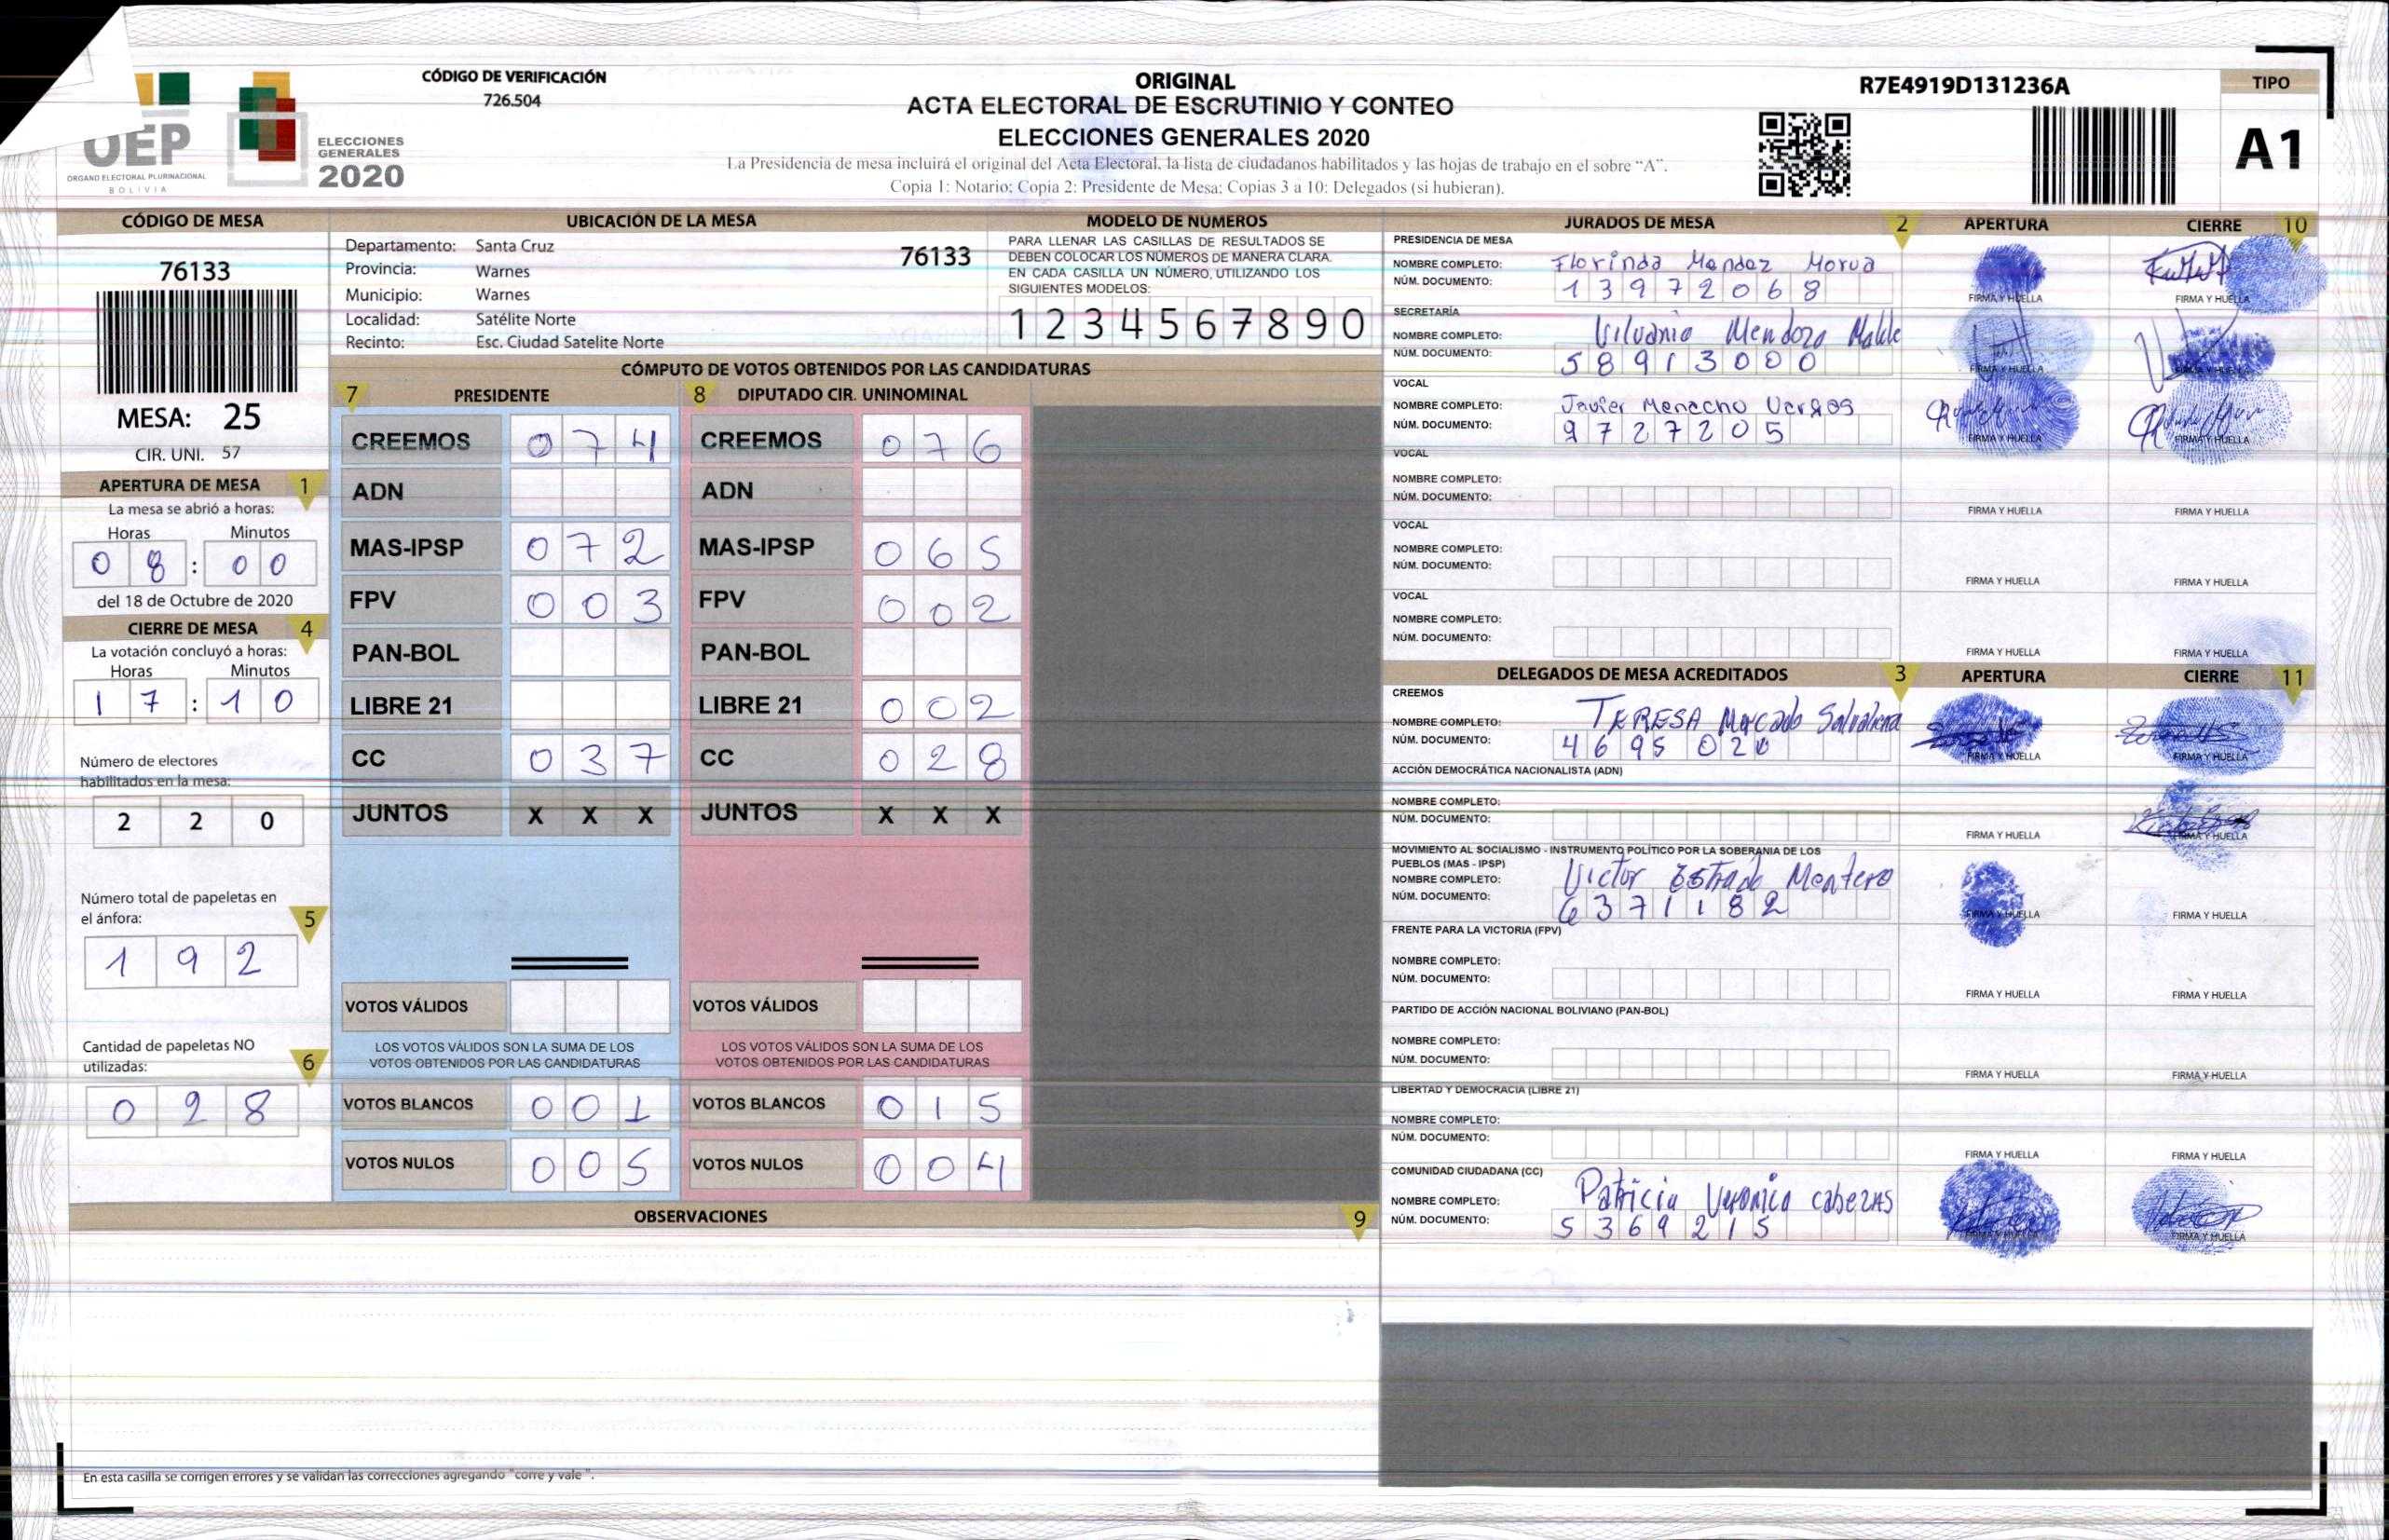 OEP
ORGANO ELECTORAL PLURINACIONAL
BOLIVIA
ELECCIONES
GENERALES
2020
CÓDIGO DE VERIFICACIÓN
726.504
ORIGINAL
ACTA ELECTORAL DE ESCRUTINIO Y CONTEO
ELECCIONES GENERALES 2020
La Presidencia de mesa incluirá el original del Acta Electoral, la lista de ciudadanos habilitados y las hojas de trabajo en el sobre “A”.
Copia 1: Notario; Copia 2: Presidente de Mesa; Copias 3 a 10: Delegados (si hubieran).
R7E4919D131236A
TIPO
A1
CÓDIGO DE MESA
76133
MESA: 25
CIR. UNI. 57
APERTURA DE MESA 1
La mesa se abrió a horas:
Horas Minutos
0 8 : 0 0
del 18 de Octubre de 2020
CIERRE DE MESA 4
La votación concluyó a horas:
Horas Minutos
1 7 : 1 0
Número de electores
habilitados en la mesa:
2 2 0
Número total de papeletas en
el ánfora: 5
1 9 2
Cantidad de papeletas NO
utilizadas: 6
0 2 8
UBICACIÓN DE LA MESA
Departamento: Santa Cruz 76133
Provincia: Warnes
Municipio: Warnes
Localidad: Satélite Norte
Recinto: Esc. Ciudad Satelite Norte
MODELO DE NÚMEROS
PARA LLENAR LAS CASILLAS DE RESULTADOS SE
DEBEN COLOCAR LOS NÚMEROS DE MANERA CLARA.
EN CADA CASILLA UN NÚMERO, UTILIZANDO LOS
SIGUIENTES MODELOS:
1 2 3 4 5 6 7 8 9 0
CÓMPUTO DE VOTOS OBTENIDOS POR LAS CANDIDATURAS
7 PRESIDENTE
CREEMOS 0 7 4
ADN
MAS-IPSP 0 7 2
FPV 0 0 3
PAN-BOL
LIBRE 21
CC 0 3 7
JUNTOS X X X
VOTOS VÁLIDOS
LOS VOTOS VÁLIDOS SON LA SUMA DE LOS
VOTOS OBTENIDOS POR LAS CANDIDATURAS
VOTOS BLANCOS 0 0 1
VOTOS NULOS 0 0 5
8 DIPUTADO CIR. UNINOMINAL
CREEMOS 0 7 6
ADN
MAS-IPSP 0 6 5
FPV 0 0 2
PAN-BOL
LIBRE 21 0 0 2
CC 0 2 8
JUNTOS X X X
VOTOS VÁLIDOS
LOS VOTOS VÁLIDOS SON LA SUMA DE LOS
VOTOS OBTENIDOS POR LAS CANDIDATURAS
VOTOS BLANCOS 0 1 5
VOTOS NULOS 0 0 4
OBSERVACIONES 9
En esta casilla se corrigen errores y se validan las correcciones agregando "corre y vale ".
JURADOS DE MESA 2 APERTURA CIERRE 10
PRESIDENCIA DE MESA
NOMBRE COMPLETO: Florinda Mendez Morua
NÚM. DOCUMENTO: 1 3 9 7 2 0 6 8
FIRMA Y HUELLA FIRMA Y HUELLA
SECRETARÍA
NOMBRE COMPLETO: Mendoza
NÚM. DOCUMENTO: 5 8 9 1 3 0 0 0
FIRMA Y HUELLA FIRMA Y HUELLA
VOCAL
NOMBRE COMPLETO: Javier Menacho Vargas
NÚM. DOCUMENTO: 9 7 2 7 2 0 5
FIRMA Y HUELLA FIRMA Y HUELLA
VOCAL
NOMBRE COMPLETO:
NÚM. DOCUMENTO:
FIRMA Y HUELLA FIRMA Y HUELLA
VOCAL
NOMBRE COMPLETO:
NÚM. DOCUMENTO:
FIRMA Y HUELLA FIRMA Y HUELLA
VOCAL
NOMBRE COMPLETO:
NÚM. DOCUMENTO:
FIRMA Y HUELLA FIRMA Y HUELLA
DELEGADOS DE MESA ACREDITADOS 3 APERTURA CIERRE 11
CREEMOS
NOMBRE COMPLETO: TERESA Mercado
NÚM. DOCUMENTO: 4 6 9 5 0 2 0
FIRMA Y HUELLA FIRMA Y HUELLA
ACCIÓN DEMOCRÁTICA NACIONALISTA (ADN)
NOMBRE COMPLETO:
NÚM. DOCUMENTO:
FIRMA Y HUELLA FIRMA Y HUELLA
MOVIMIENTO AL SOCIALISMO - INSTRUMENTO POLÍTICO POR LA SOBERANIA DE LOS
PUEBLOS (MAS - IPSP)
NOMBRE COMPLETO: Victor Estrada Montero
NÚM. DOCUMENTO: 6 3 7 1 1 8 2
FIRMA Y HUELLA FIRMA Y HUELLA
FRENTE PARA LA VICTORIA (FPV)
NOMBRE COMPLETO:
NÚM. DOCUMENTO:
FIRMA Y HUELLA FIRMA Y HUELLA
PARTIDO DE ACCIÓN NACIONAL BOLIVIANO (PAN-BOL)
NOMBRE COMPLETO:
NÚM. DOCUMENTO:
FIRMA Y HUELLA FIRMA Y HUELLA
LIBERTAD Y DEMOCRACIA (LIBRE 21)
NOMBRE COMPLETO:
NÚM. DOCUMENTO:
FIRMA Y HUELLA FIRMA Y HUELLA
COMUNIDAD CIUDADANA (CC)
NOMBRE COMPLETO: Patricia Veronica cabezas
NÚM. DOCUMENTO: 5 3 6 9 2 1 5
FIRMA Y HUELLA FIRMA Y HUELLA